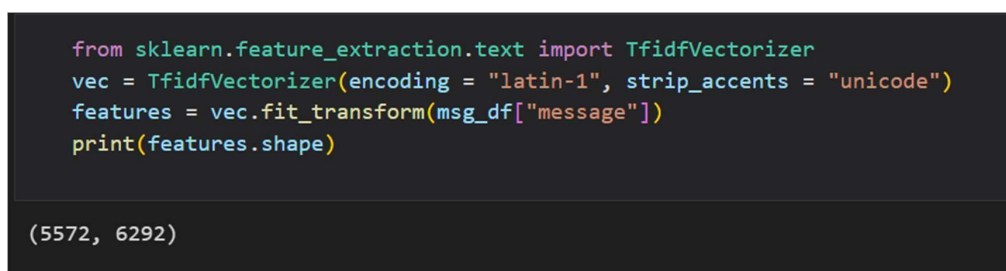 from sklearn.feature_extraction.text import TfidfVectorizer
vec = TfidfVectorizer(encoding = "latin-1", strip_accents = "unicode")
features = vec.fit_transform(msg_df["message"])
print(features.shape)
(5572, 6292)